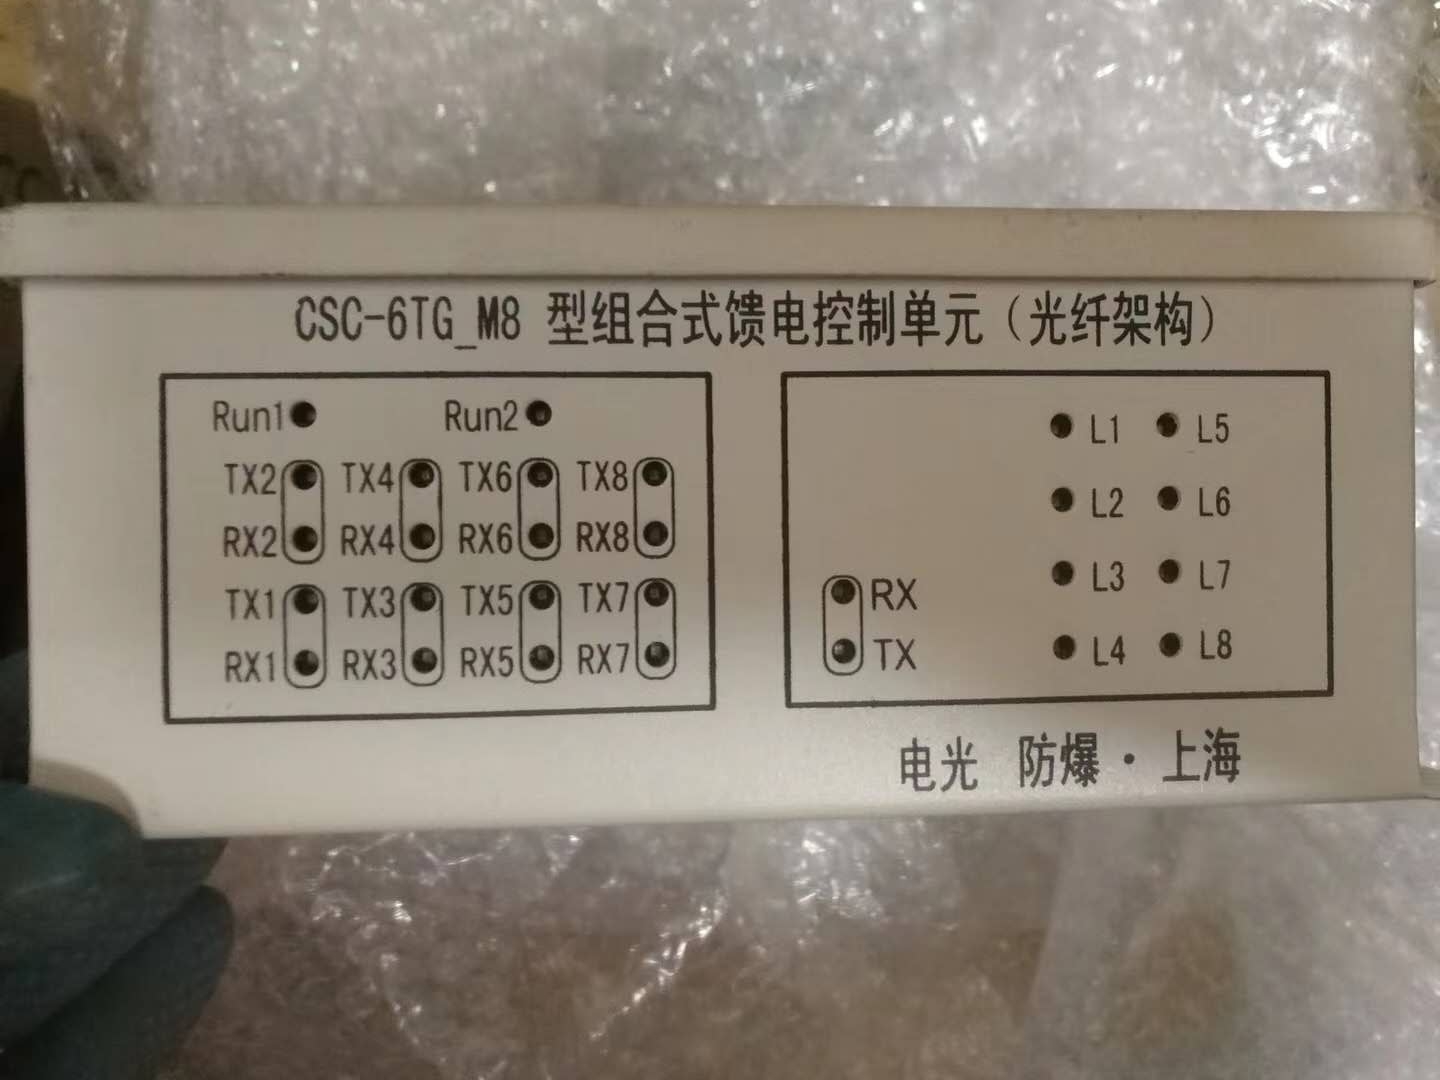 CSC-6TG_M8 型组合式馈电控制单元（光纤架构）
Run1 Run2
TX2 TX4 TX6 TX8
RX2 RX4 RX6 RX8
TX1 TX3 TX5 TX7
RX1 RX3 RX5 RX7
L1 L5
L2 L6
RX L3 L7
TX L4 L8
电光 防爆·上海